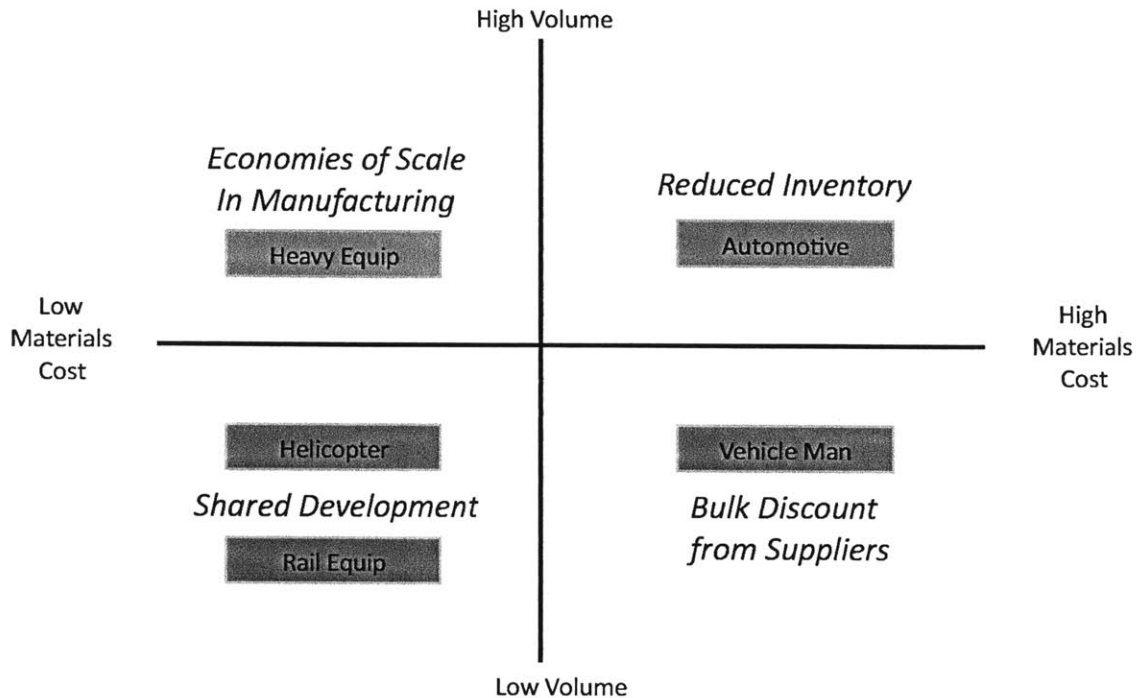 High Volume
Economies of Scale
In Manufacturing
Heavy Equip
Reduced Inventory
Automotive
Low
Materials
Cost
High
Materials
Cost
Helicopter
Shared Development
Rail Equip
Vehicle Man
Bulk Discount
from Suppliers
Low Volume